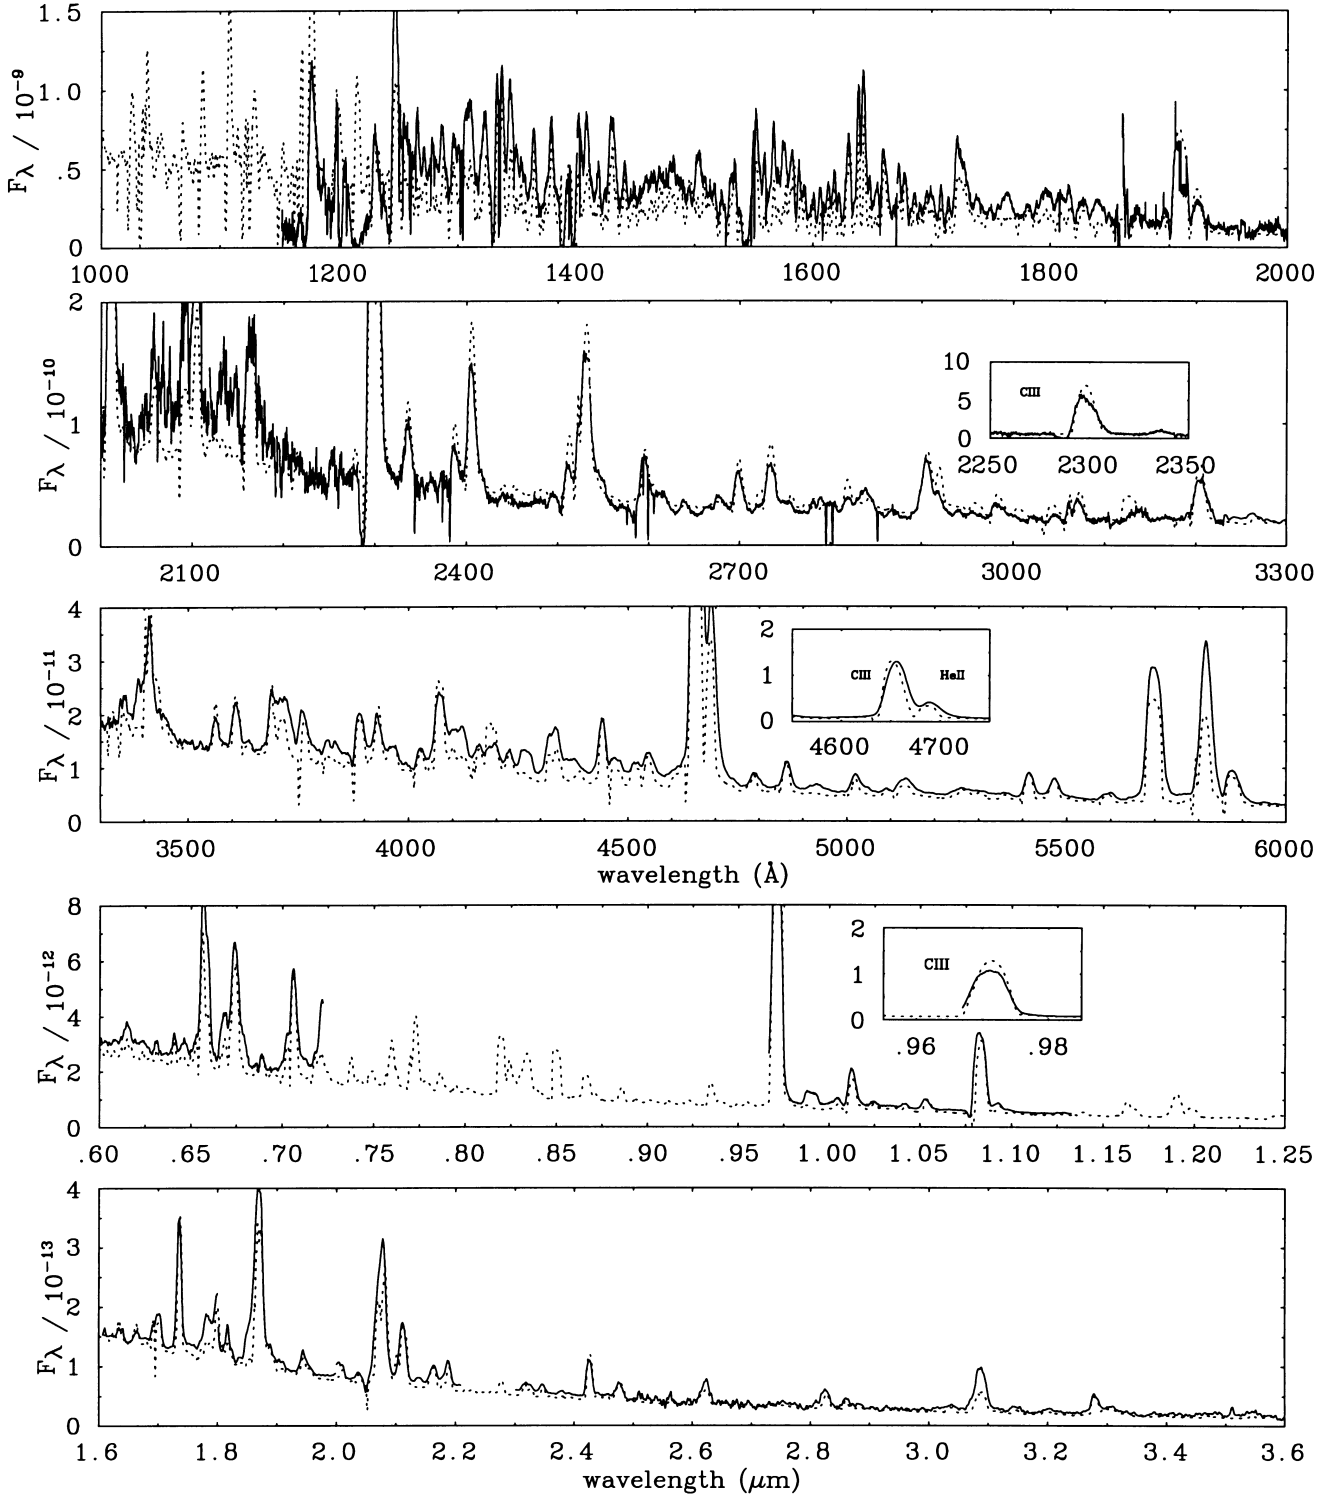 1.5
1.0
.5
0
F_λ / 10^-9
1000 1200 1400 1600 1800 2000
2
1
0
F_λ / 10^-10
10
5
0
CIII
2250 2300 2350
2100 2400 2700 3000 3300
4
3
2
1
0
F_λ / 10^-11
2
1
0
CIII HeII
4600 4700
3500 4000 4500 5000 5500 6000
wavelength (Å)
8
6
4
2
0
F_λ / 10^-12
2
1
0
CIII
.96 .98
.60 .65 .70 .75 .80 .85 .90 .95 1.00 1.05 1.10 1.15 1.20 1.25
4
3
2
1
0
F_λ / 10^-13
1.6 1.8 2.0 2.2 2.4 2.6 2.8 3.0 3.2 3.4 3.6
wavelength (μm)